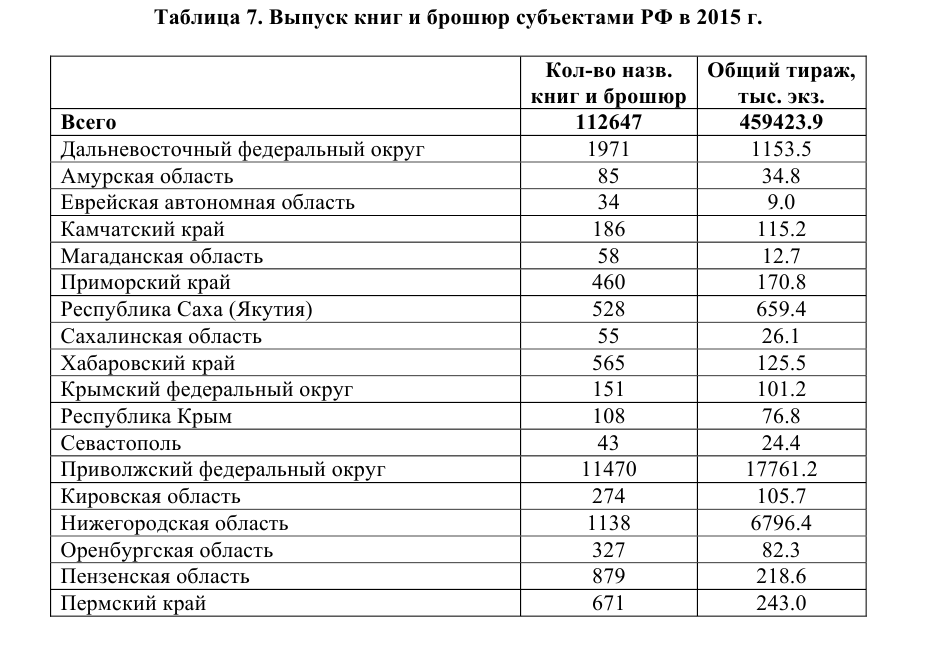 Таблица 7. Выпуск книг и брошюр субъектами РФ в 2015 г.
Кол-во назв. Общий тираж,
книг и брошюр тыс. экз.
Всего 112647 459423.9
Дальневосточный федеральный округ 1971 1153.5
Амурская область 85 34.8
Еврейская автономная область 34 9.0
Камчатский край 186 115.2
Магаданская область 58 12.7
Приморский край 460 170.8
Республика Саха (Якутия) 528 659.4
Сахалинская область 55 26.1
Хабаровский край 565 125.5
Крымский федеральный округ 151 101.2
Республика Крым 108 76.8
Севастополь 43 24.4
Приволжский федеральный округ 11470 17761.2
Кировская область 274 105.7
Нижегородская область 1138 6796.4
Оренбургская область 327 82.3
Пензенская область 879 218.6
Пермский край 671 243.0